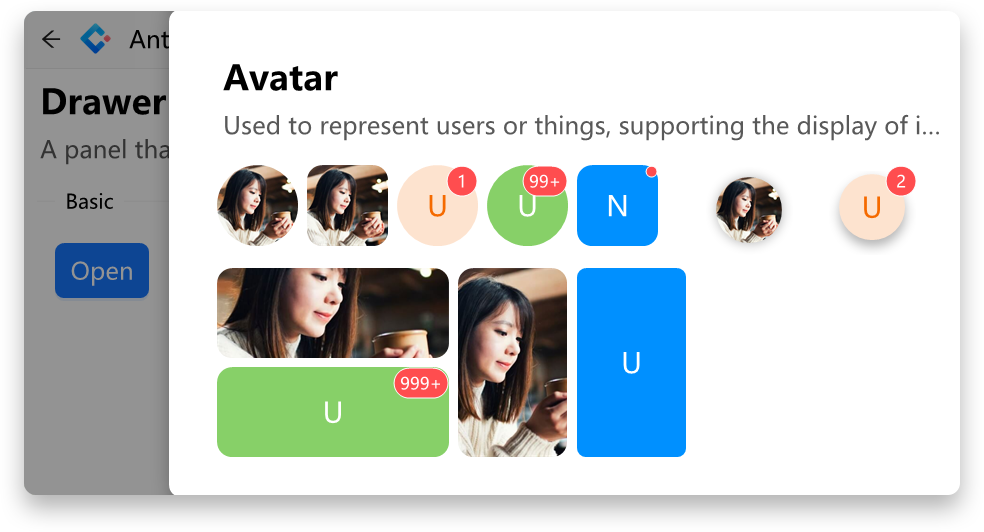 Ant
Drawer
A panel tha
Basic
Open
Avatar
Used to represent users or things, supporting the display of i...
1
99+
2
U
U
N
U
999+
U
U